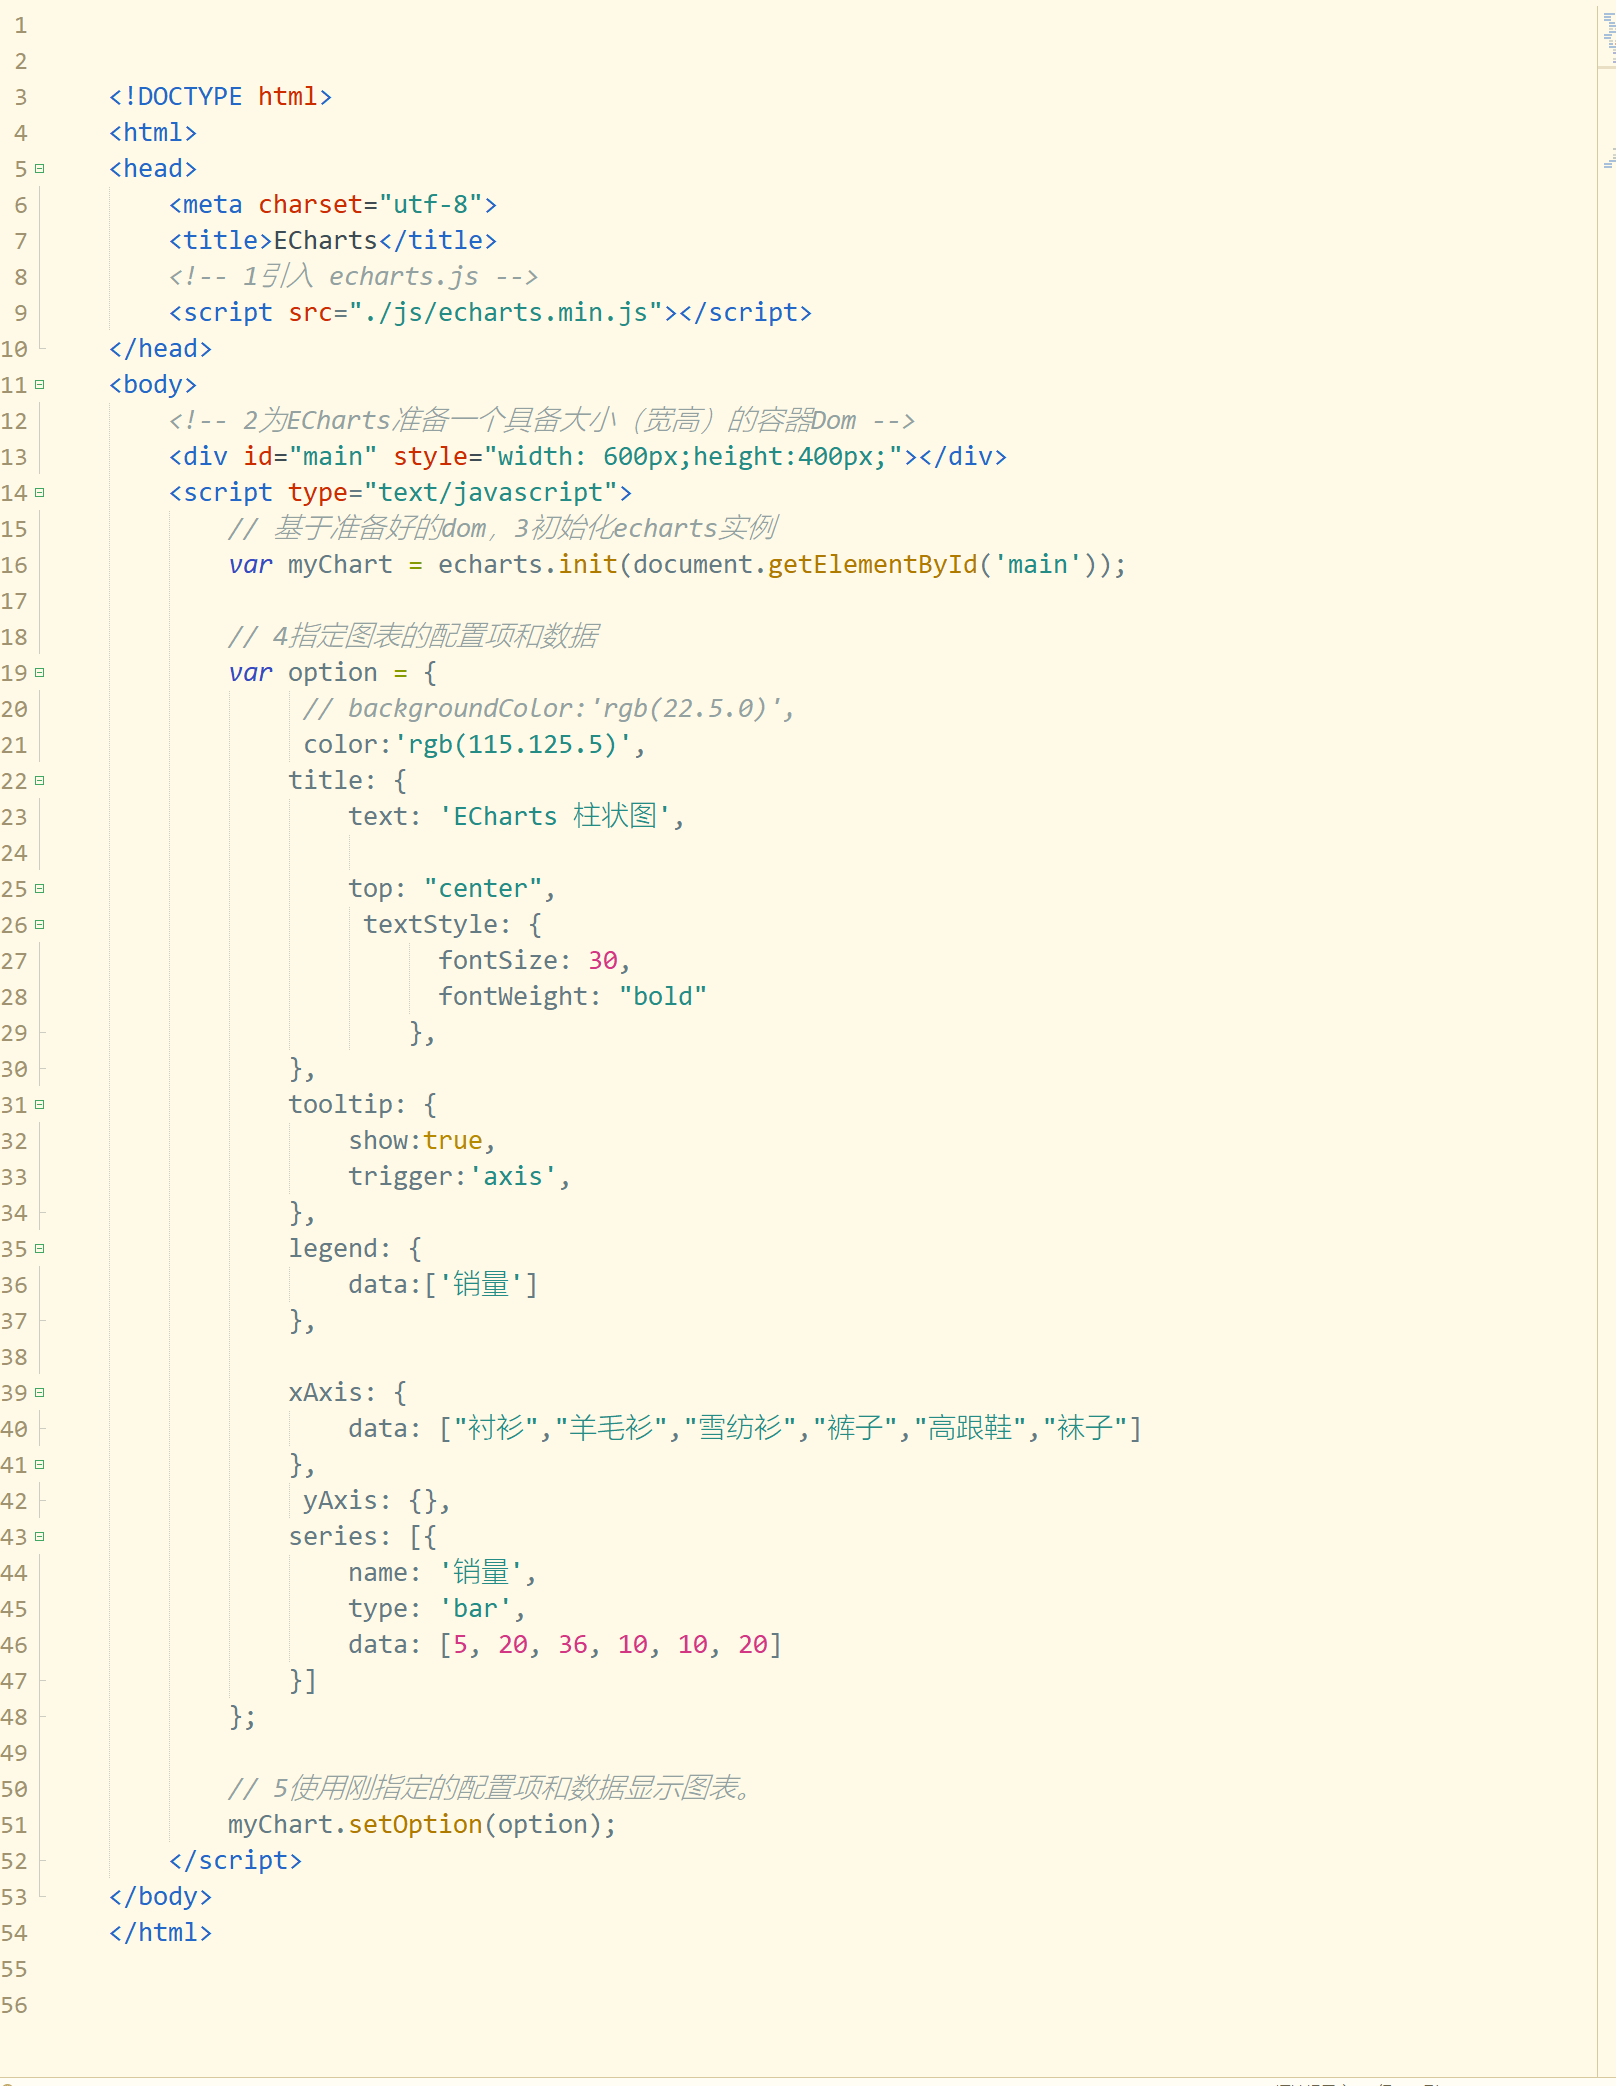 1
2
3 <!DOCTYPE html>
4 <html>
5 <head>
6 <meta charset="utf-8">
7 <title>ECharts</title>
8 <!-- 1引入 echarts.js -->
9 <script src="./js/echarts.min.js"></script>
10 </head>
11 <body>
12 <!-- 2为ECharts准备一个具备大小（宽高）的容器Dom -->
13 <div id="main" style="width: 600px;height:400px;"></div>
14 <script type="text/javascript">
15 // 基于准备好的dom，3初始化echarts实例
16 var myChart = echarts.init(document.getElementById('main'));
17
18 // 4指定图表的配置项和数据
19 var option = {
20 // backgroundColor:'rgb(22.5.0)',
21 color:'rgb(115.125.5)',
22 title: {
23 text: 'ECharts 柱状图',
24
25 top: "center",
26 textStyle: {
27 fontSize: 30,
28 fontWeight: "bold"
29 },
30 },
31 tooltip: {
32 show:true,
33 trigger:'axis',
34 },
35 legend: {
36 data:['销量']
37 },
38
39 xAxis: {
40 data: ["衬衫","羊毛衫","雪纺衫","裤子","高跟鞋","袜子"]
41 },
42 yAxis: {},
43 series: [{
44 name: '销量',
45 type: 'bar',
46 data: [5, 20, 36, 10, 10, 20]
47 }]
48 };
49
50 // 5使用刚指定的配置项和数据显示图表。
51 myChart.setOption(option);
52 </script>
53 </body>
54 </html>
55
56